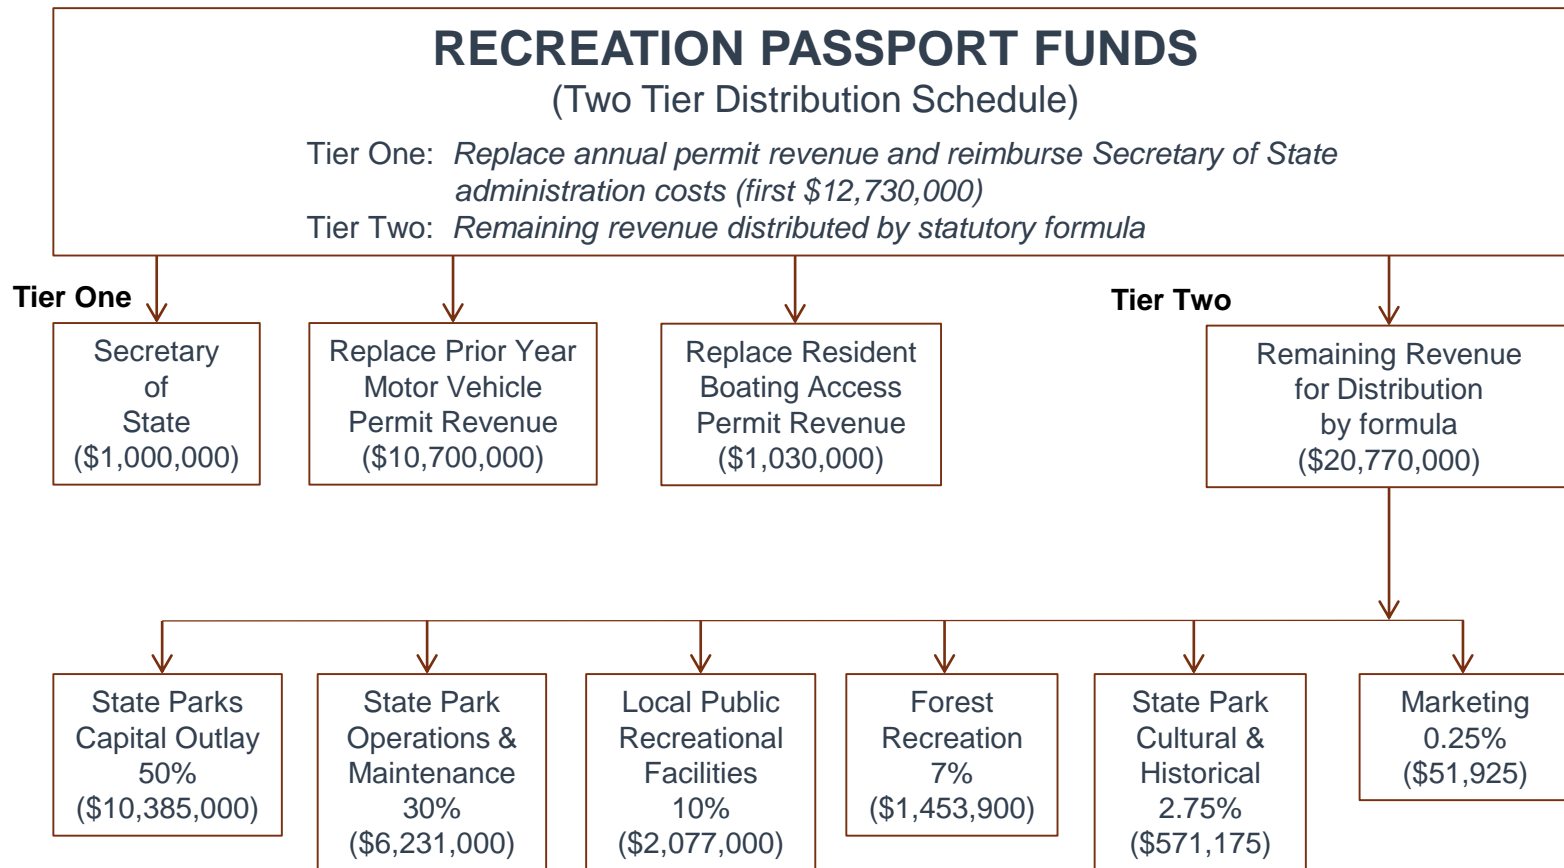 RECREATION PASSPORT FUNDS
(Two Tier Distribution Schedule)
Tier One: Replace annual permit revenue and reimburse Secretary of State
administration costs (first $12,730,000)
Tier Two: Remaining revenue distributed by statutory formula
Tier One
Secretary
of
State
($1,000,000)
Replace Prior Year
Motor Vehicle
Permit Revenue
($10,700,000)
Replace Resident
Boating Access
Permit Revenue
($1,030,000)
Tier Two
Remaining Revenue
for Distribution
by formula
($20,770,000)
State Parks
Capital Outlay
50%
($10,385,000)
State Park
Operations &
Maintenance
30%
($6,231,000)
Local Public
Recreational
Facilities
10%
($2,077,000)
Forest
Recreation
7%
($1,453,900)
State Park
Cultural &
Historical
2.75%
($571,175)
Marketing
0.25%
($51,925)